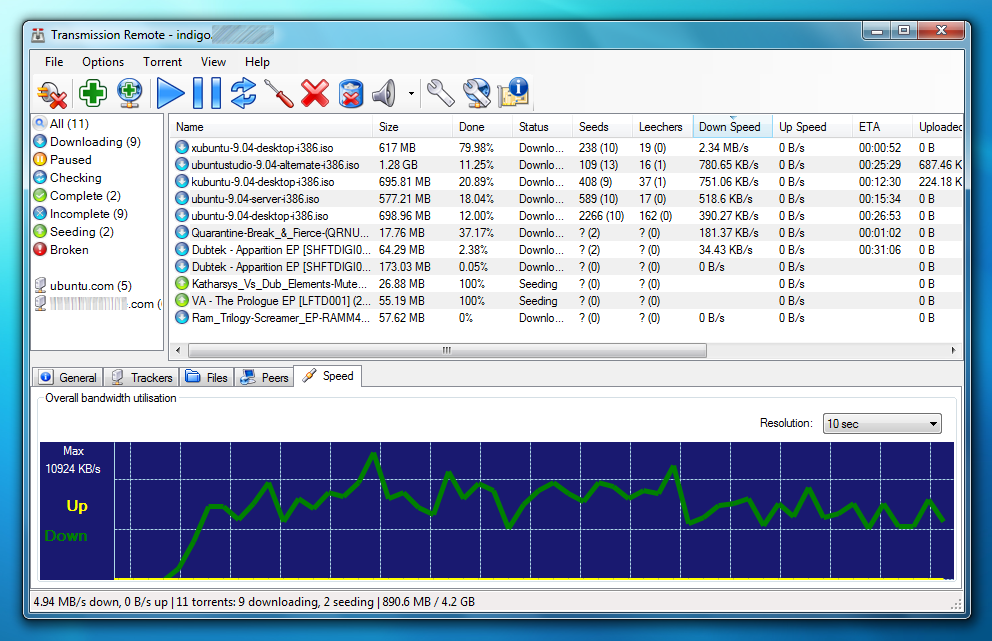 Transmission Remote - indigo.
File Options Torrent View Help
All (11)
Downloading (9)
Paused
Checking
Complete (2)
Incomplete (9)
Seeding (2)
Broken
ubuntu.com (5)
.com (
Name Size Done Status Seeds Leechers Down Speed Up Speed ETA Uploaded
xubuntu-9.04-desktop-i386.iso 617 MB 79.98% Downlo... 238 (10) 19 (0) 2.34 MB/s 0 B/s 00:00:52 0 B
ubuntustudio-9.04-alternate-i386.iso 1.28 GB 11.25% Downlo... 109 (13) 16 (1) 780.65 KB/s 0 B/s 00:25:29 687.46 K
kubuntu-9.04-desktop-i386.iso 695.81 MB 20.89% Downlo... 408 (9) 37 (1) 751.06 KB/s 0 B/s 00:12:30 224.18 K
ubuntu-9.04-server-i386.iso 577.21 MB 18.04% Downlo... 589 (10) 17 (0) 518.6 KB/s 0 B/s 00:15:34 0 B
ubuntu-9.04-desktop-i386.iso 698.96 MB 12.00% Downlo... 2266 (10) 162 (0) 390.27 KB/s 0 B/s 00:26:53 0 B
Quarantine-Break_&_Fierce-(QRNU... 17.76 MB 37.17% Downlo... ? (2) ? (0) 181.37 KB/s 0 B/s 00:01:02 0 B
Dubtek - Apparition EP [SHFTDIGI0... 64.29 MB 2.38% Downlo... ? (2) ? (0) 34.43 KB/s 0 B/s 00:31:06 0 B
Dubtek - Apparition EP [SHFTDIGI0... 173.03 MB 0.05% Downlo... ? (0) ? (0) 0 B/s 0 B/s 0 B
Katharsys_Vs_Dub_Elements-Mute... 26.88 MB 100% Seeding ? (0) ? (0) 0 B/s 0 B
VA - The Prologue EP [LFTD001] (2... 55.19 MB 100% Seeding ? (0) ? (0) 0 B/s 0 B
Ram_Trilogy-Screamer_EP-RAMM4... 57.62 MB 0% Downlo... ? (0) ? (0) 0 B/s 0 B/s 0 B
General Trackers Files Peers Speed
Overall bandwidth utilisation
Resolution: 10 sec
Max
10924 KB/s
Up
Down
4.94 MB/s down, 0 B/s up | 11 torrents: 9 downloading, 2 seeding | 890.6 MB / 4.2 GB